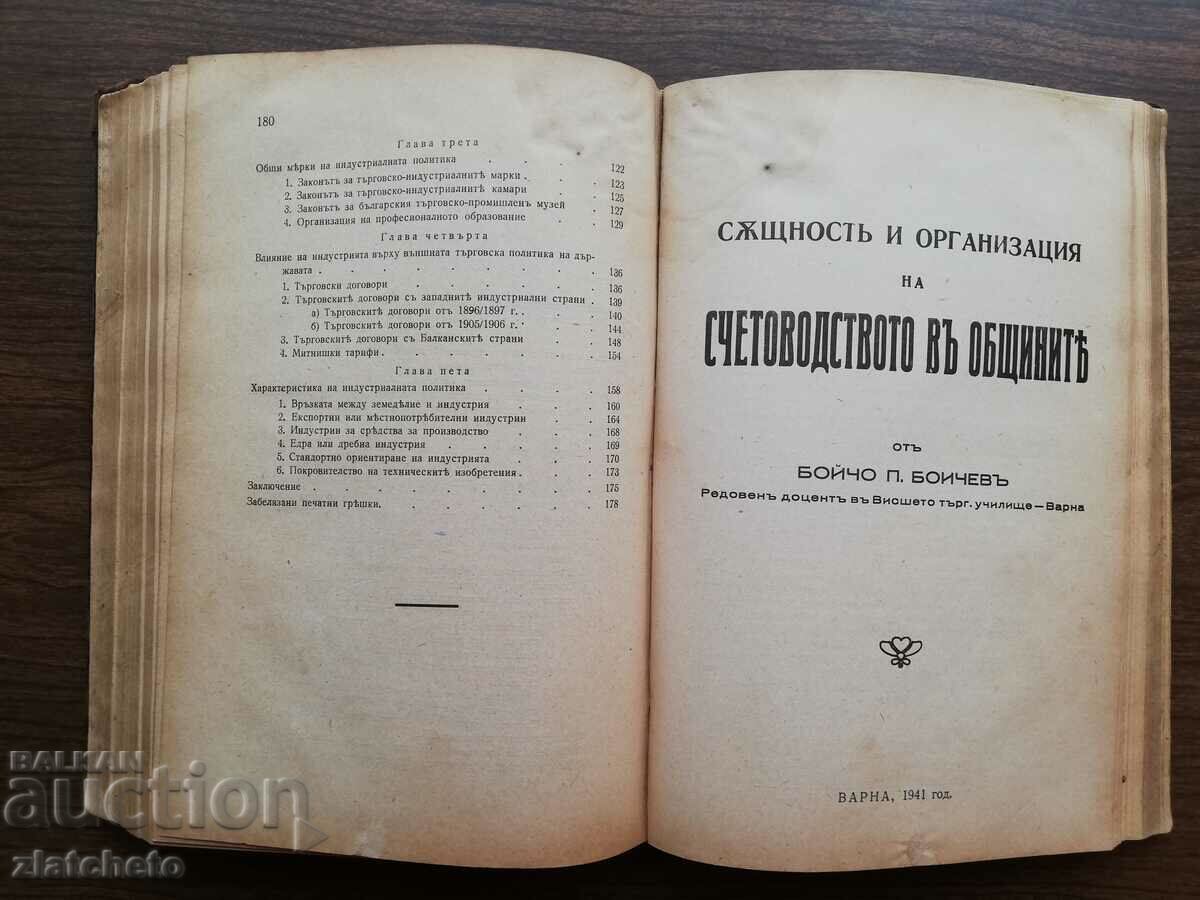 180
Глава трета
Общи мѣрки на индустриалната политика . . . . 122
1. Законътъ за търговско-индустриалнитѣ марки . . . 123
2. Законътъ за търговско-индустриалнитѣ камари . . 125
3. Законътъ за българския търговско-промишленъ музей . 127
4. Организация на професионалното образование . . 129
Глава четвърта
Влияние на индустрията върху външната търговска политика на дър-
жавата . . . . . . . . . . 136
1. Търговски договори . . . . . . . 136
2. Търговскитѣ договори съ западнитѣ индустриални страни . 139
а) Търговскитѣ договори отъ 1896/1897 г. . . . 140
б) Търговскитѣ договори отъ 1905/1906 г. . . . 144
3. Търговскитѣ договори съ Балканскитѣ страни . . . 148
4. Митнишки тарифи . . . . . . . . 154
Глава пета
Характеристика на индустриалната политика . . . . 158
1. Връзката между земедѣлие и индустрия . . . 160
2. Експортни или мѣстнопотрѣбителни индустрии . . . 164
3. Индустрии за срѣдства за производство . . . 168
4. Едра или дребна индустрия . . . . . 169
5. Стандортно ориентиране на индустрията . . . 170
6. Покровителство на техническитѣ изобретения . . . 173
Заключение . . . . . . . . . . 175
Забелязани печатни грѣшки. . . . . . . 178
СѪЩНОСТЬ И ОРГАНИЗАЦИЯ
НА
СЧЕТОВОДСТВОТО ВЪ ОБЩИНИТѢ
отъ
БОЙЧО П. БОИЧЕВЪ
Редовенъ доцентъ въ Висшето търг. училище — Варна
ВАРНА, 1941 год.
BALKAN
auction
zlatcheto